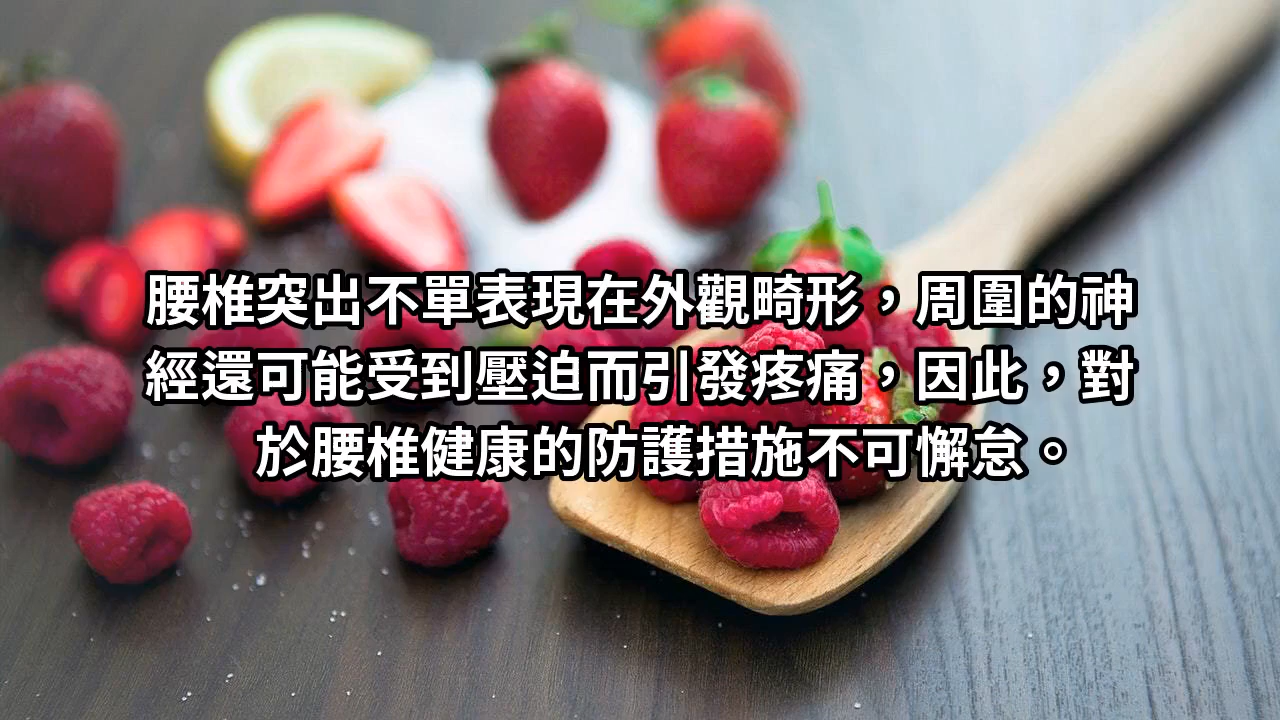 腰椎突出不單表現在外觀畸形，周圍的神
經還可能受到壓迫而引發疼痛，因此，對
於腰椎健康的防護措施不可懈怠。